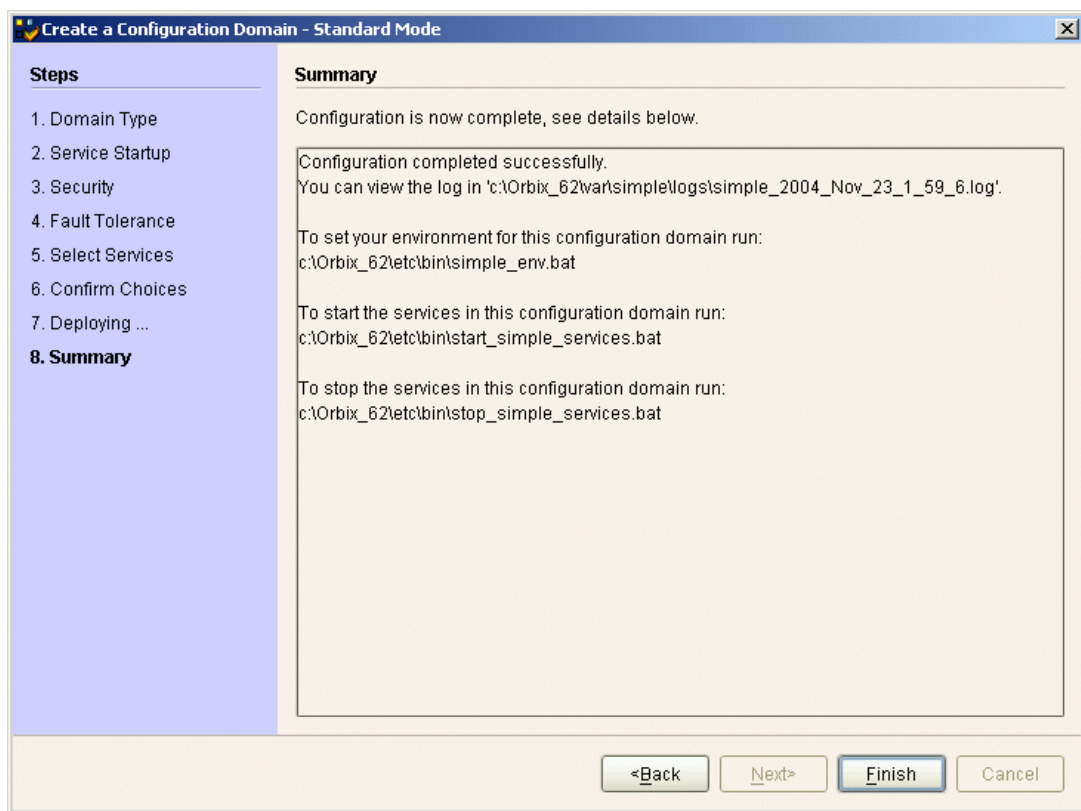 Create a Configuration Domain - Standard Mode
Steps
1. Domain Type
2. Service Startup
3. Security
4. Fault Tolerance
5. Select Services
6. Confirm Choices
7. Deploying ...
8. Summary
Summary
Configuration is now complete, see details below.
Configuration completed successfully.
You can view the log in 'c:\Orbix_62\var\simple\logs\simple_2004_Nov_23_1_59_6.log'.
To set your environment for this configuration domain run:
c:\Orbix_62\etc\bin\simple_env.bat
To start the services in this configuration domain run:
c:\Orbix_62\etc\bin\start_simple_services.bat
To stop the services in this configuration domain run:
c:\Orbix_62\etc\bin\stop_simple_services.bat
<Back Next> Finish Cancel